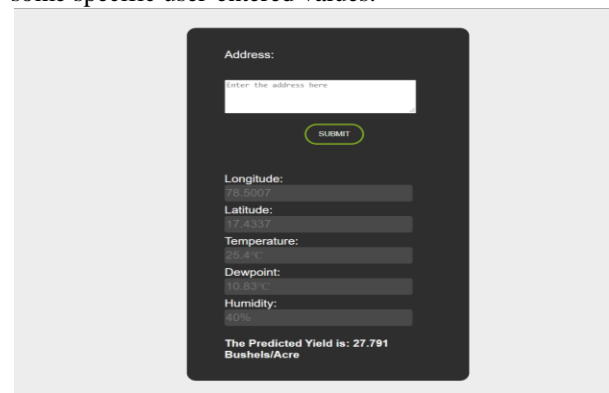 some specific user-entered values.
Address:
Enter the address here
SUBMIT
Longitude:
78.5007
Latitude:
17.4337
Temperature:
25.4°C
Dewpoint:
10.83°C
Humidity:
40%
The Predicted Yield is: 27.791
Bushels/Acre